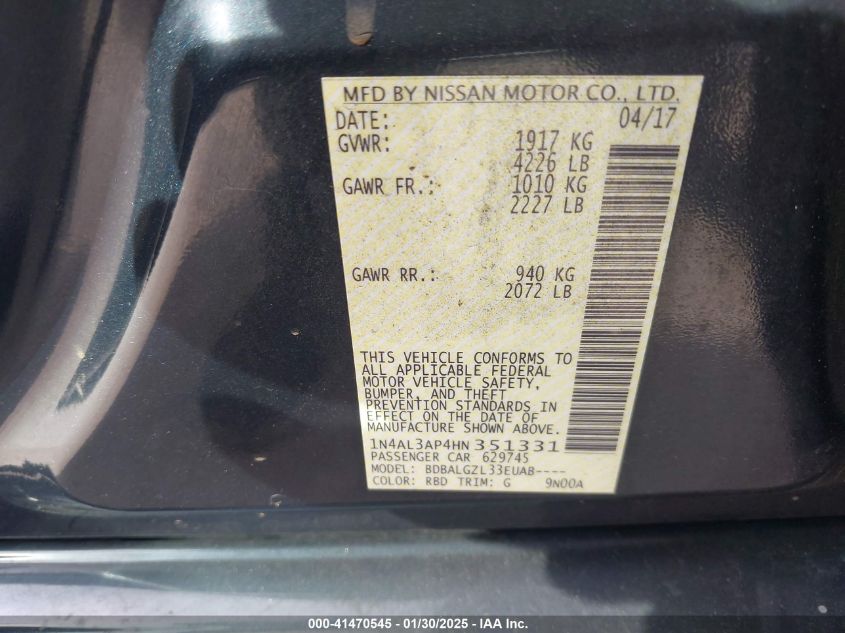 MFD BY NISSAN MOTOR CO., LTD.
DATE: 04/17
GVWR: 1917 KG
4226 LB
GAWR FR.: 1010 KG
2227 LB
GAWR RR.: 940 KG
2072 LB
THIS VEHICLE CONFORMS TO
ALL APPLICABLE FEDERAL
MOTOR VEHICLE SAFETY,
BUMPER, AND THEFT
PREVENTION STANDARDS IN
EFFECT ON THE DATE OF
MANUFACTURE SHOWN ABOVE.
1N4AL3AP4HN351331
PASSENGER CAR 629745
MODEL: BDBALGZL33EUAB----
COLOR: RBD TRIM: G 9N00A
000-41470545 - 01/30/2025 - IAA Inc.